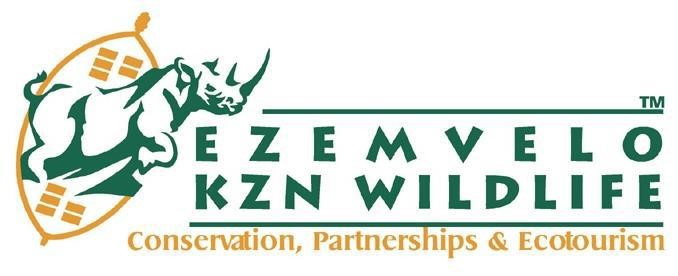 TM
EZEMVELO
KZN WILDLIFE
Conservation, Partnerships & Ecotourism